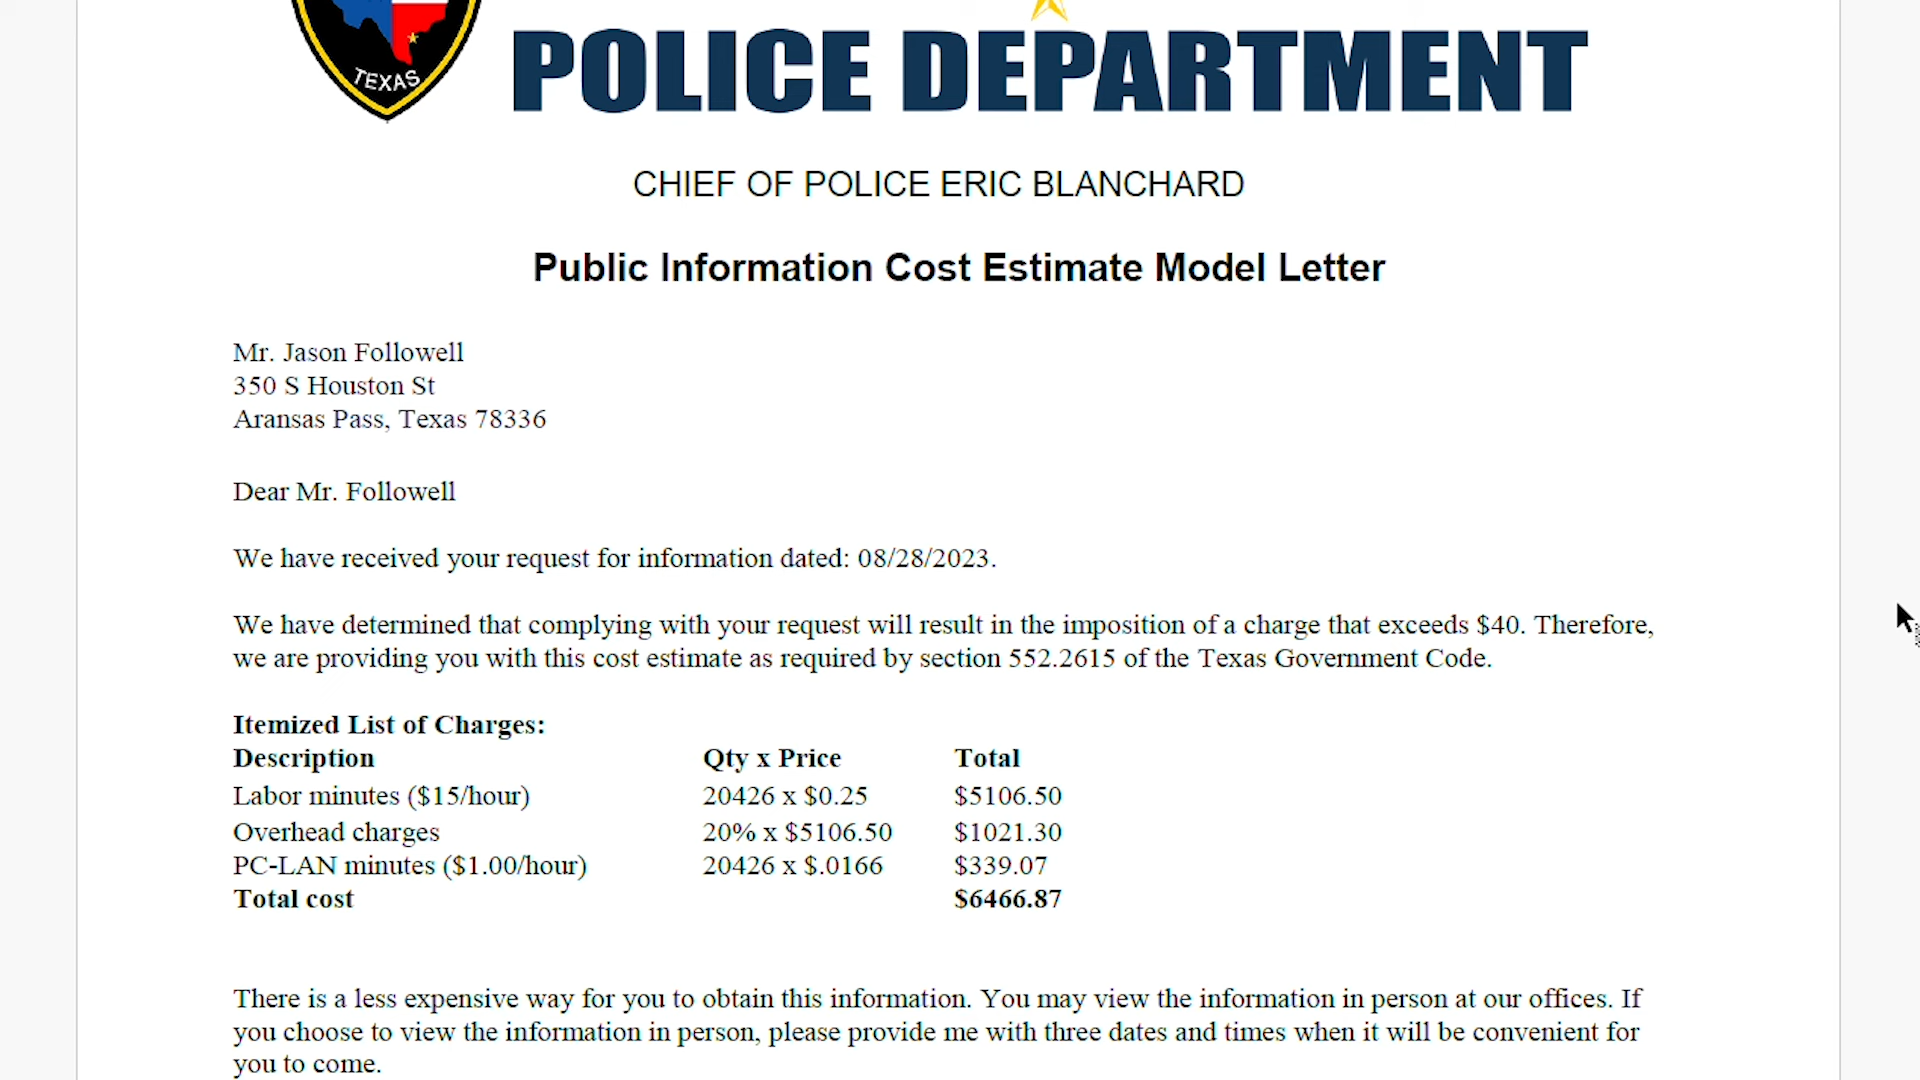 TEXAS
POLICE DEPARTMENT
CHIEF OF POLICE ERIC BLANCHARD
Public Information Cost Estimate Model Letter
Mr. Jason Followell
350 S Houston St
Aransas Pass, Texas 78336
Dear Mr. Followell
We have received your request for information dated: 08/28/2023.
We have determined that complying with your request will result in the imposition of a charge that exceeds $40. Therefore,
we are providing you with this cost estimate as required by section 552.2615 of the Texas Government Code.
Itemized List of Charges:
Description Qty x Price Total
Labor minutes ($15/hour) 20426 x $0.25 $5106.50
Overhead charges 20% x $5106.50 $1021.30
PC-LAN minutes ($1.00/hour) 20426 x $.0166 $339.07
Total cost $6466.87
There is a less expensive way for you to obtain this information. You may view the information in person at our offices. If
you choose to view the information in person, please provide me with three dates and times when it will be convenient for
you to come.